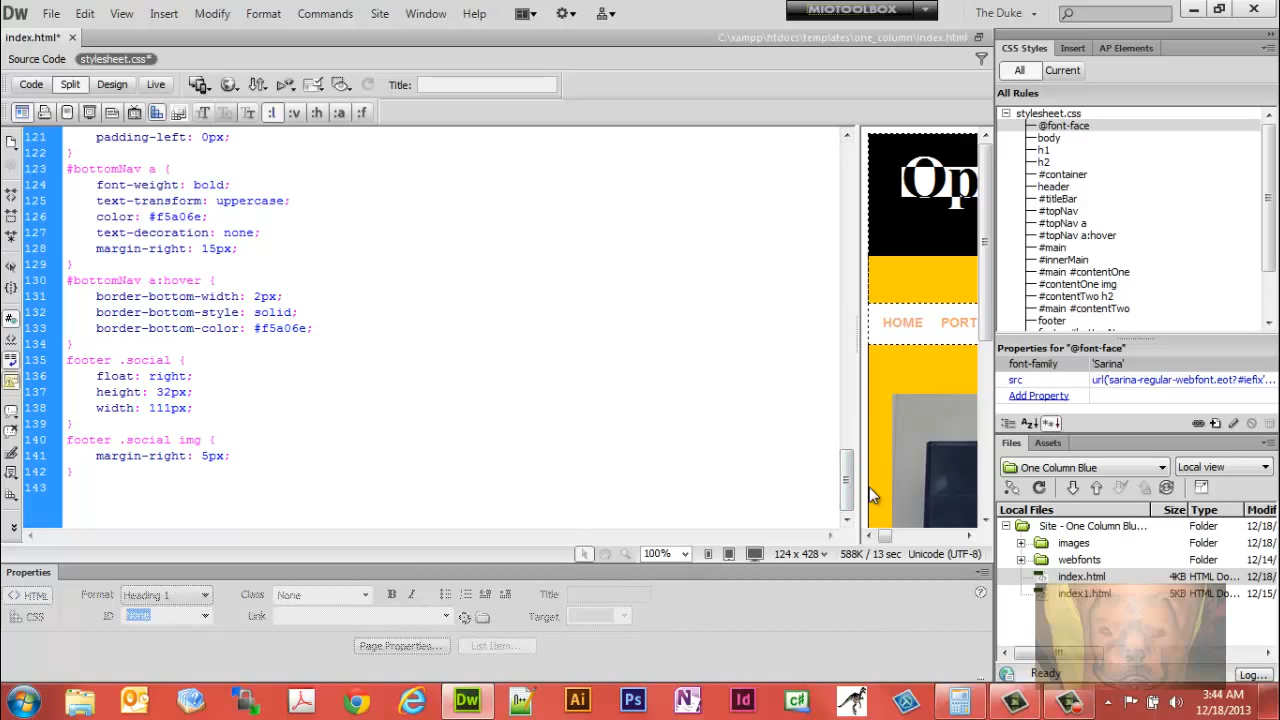 DW File Edit View Insert Modify Format Commands Site Window Help MIOTOOLBOX The Duke
index.html* C:\xampp\htdocs\templates\one_column\index.html
Source Code stylesheet.css*
Code Split Design Live Title:
121 padding-left: 0px;
122 }
123 #bottomNav a {
124 font-weight: bold;
125 text-transform: uppercase;
126 color: #f5a06e;
127 text-decoration: none;
128 margin-right: 15px;
129 }
130 #bottomNav a:hover {
131 border-bottom-width: 2px;
132 border-bottom-style: solid;
133 border-bottom-color: #f5a06e;
134 }
135 footer .social {
136 float: right;
137 height: 32px;
138 width: 111px;
139 }
140 footer .social img {
141 margin-right: 5px;
142 }
143
Op
HOME PORT
100% 124 x 428 588K / 13 sec Unicode (UTF-8)
Properties
<> HTML Format Heading 1 Class B I Title
CSS ID Link Target
Page Properties... List Item...
CSS Styles Insert AP Elements
All Current
All Rules
stylesheet.css
@font-face
body
h1
h2
#container
header
#titleBar
#topNav
#topNav a
#topNav a:hover
#main
#innerMain
#main #contentOne
#contentOne img
#contentTwo h2
#main #contentTwo
footer
Properties for "@font-face"
font-family 'Sarina'
src url('sarina-regular-webfont.eot?#iefix'...
Add Property
Files Assets
One Column Blue Local view
Local Files Size Type Modif
Site - One Column Blu... Folder 12/18/
images Folder 12/18/
webfonts Folder 12/14/
index.html 4KB HTML Do... 12/18/
index1.html 5KB HTML Do... 12/15/
Ready Log...
Dw Ai Ps Id c#
3:44 AM
12/18/2013